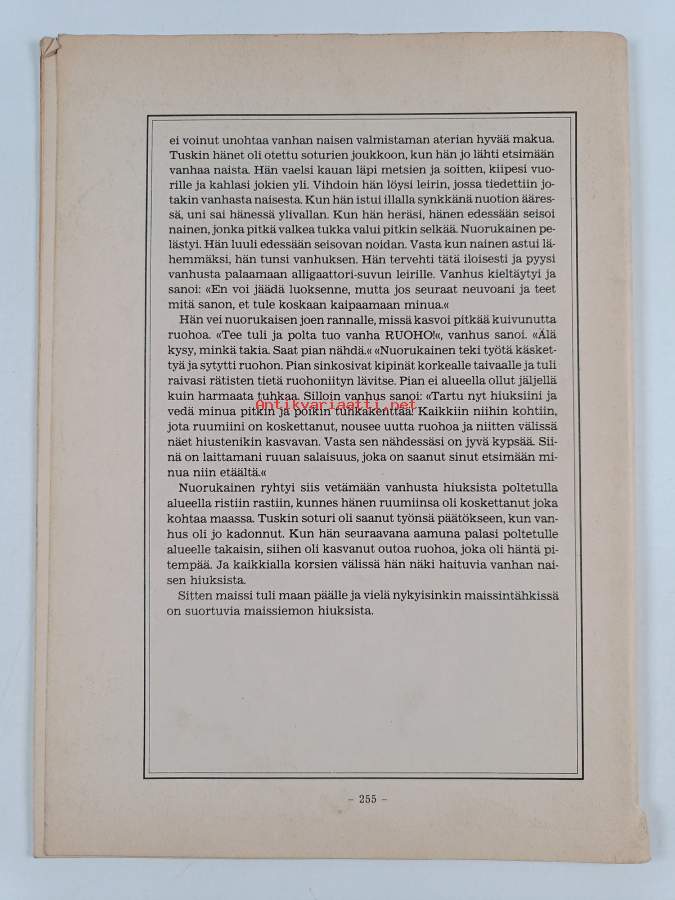 ei voinut unohtaa vanhan naisen valmistaman aterian hyvää makua.
Tuskin hänet oli otettu soturien joukkoon, kun hän jo lähti etsimään
vanhaa naista. Hän vaelsi kauan läpi metsien ja soitten, kiipesi vuo-
rille ja kahlasi jokien yli. Vihdoin hän löysi leirin, jossa tiedettiin jo-
takin vanhasta naisesta. Kun hän istui illalla synkkänä nuotion ääres-
sä, uni sai hänessä ylivallan. Kun hän heräsi, hänen edessään seisoi
nainen, jonka pitkä valkea tukka valui pitkin selkää. Nuorukainen pe-
lästyi. Hän luuli edessään seisovan noidan. Vasta kun nainen astui lä-
hemmäksi, hän tunsi vanhuksen. Hän tervehti tätä iloisesti ja pyysi
vanhusta palaamaan alligaattori-suvun leirille. Vanhus kieltäytyi ja
sanoi: «En voi jäädä luoksenne, mutta jos seuraat neuvoani ja teet
mitä sanon, et tule koskaan kaipaamaan minua.«
Hän vei nuorukaisen joen rannalle, missä kasvoi pitkää kuivunutta
ruohoa. «Tee tuli ja polta tuo vanha RUOHO!«, vanhus sanoi. «Älä
kysy, minkä takia. Saat pian nähdä.« «Nuorukainen teki työtä käsket-
tyä ja sytytti ruohon. Pian sinkosivat kipinät korkealle taivaalle ja tuli
raivasi rätisten tietä ruohoniityn lävitse. Pian ei alueella ollut jäljellä
kuin harmaata tuhkaa. Silloin vanhus sanoi: «Tartu nyt hiuksiini ja
vedä minua pitkin ja poikin tuhkakenttää! Kaikkiin niihin kohtiin,
Antikvariaatti.net
jota ruumiini on koskettanut, nousee uutta ruohoa ja niitten välissä
näet hiustenikin kasvavan. Vasta sen nähdessäsi on jyvä kypsää. Sii-
nä on laittamani ruuan salaisuus, joka on saanut sinut etsimään mi-
nua niin etäältä.«
Nuorukainen ryhtyi siis vetämään vanhusta hiuksista poltetulla
alueella ristiin rastiin, kunnes hänen ruumiinsa oli koskettanut joka
kohtaa maassa. Tuskin soturi oli saanut työnsä päätökseen, kun van-
hus oli jo kadonnut. Kun hän seuraavana aamuna palasi poltetulle
alueelle takaisin, siihen oli kasvanut outoa ruohoa, joka oli häntä pi-
tempää. Ja kaikkialla korsien välissä hän näki haituvia vanhan nai-
sen hiuksista.
Sitten maissi tuli maan päälle ja vielä nykyisinkin maissintähkissä
on suortuvia maissiemon hiuksista.
– 255 –